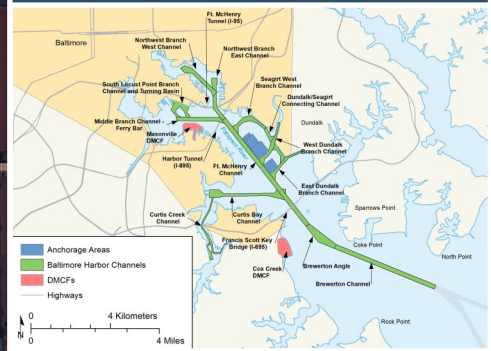 Ft. McHenry
Tunnel (I-95)
Baltimore
Northwest Branch
West Channel
Northwest Branch
East Channel
South Locust Point Branch
Channel and Turning Basin
Seagirt West
Branch Channel
Dundalk/Seagirt
Connecting Channel
Middle Branch Channel -
Ferry Bar
Dundalk
Masonville
DMCF
Patapsco River
West Dundalk
Branch Channel
Harbor Tunnel
(I-895)
Ft. McHenry
Channel
East Dundalk
Branch Channel
Sparrows Point
Curtis Creek
Channel
Curtis Bay
Channel
Francis Scott Key
Bridge (I-695)
Coke Point
North Point
Cox Creek
DMCF
Brewerton Angle
Brewerton Channel
Rock Point
Anchorage Areas
Baltimore Harbor Channels
DMCFs
Highways
N
0 4 Kilometers
0 4 Miles